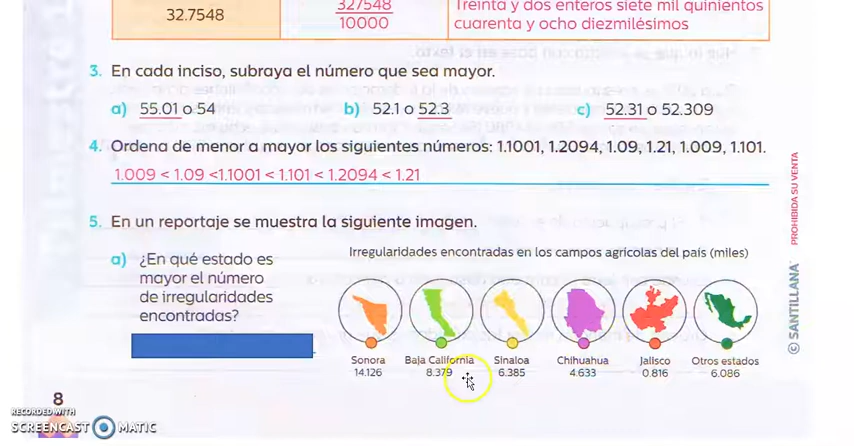 32.7548
327548
10000
Treinta y dos enteros siete mil quinientos
cuarenta y ocho diezmilésimos
3. En cada inciso, subraya el número que sea mayor.
a) 55.01 o 54
b) 52.1 o 52.3
c) 52.31 o 52.309
4. Ordena de menor a mayor los siguientes números: 1.1001, 1.2094, 1.09, 1.21, 1.009, 1.101.
1.009 < 1.09 <1.1001 < 1.101 < 1.2094 < 1.21
5. En un reportaje se muestra la siguiente imagen.
a) ¿En qué estado es
mayor el número
de irregularidades
encontradas?
Irregularidades encontradas en los campos agrícolas del país (miles)
Sonora
14.126
Baja California
8.379
Sinaloa
6.385
Chihuahua
4.633
Jalisco
0.816
Otros estados
6.086
© SANTILLANA PROHIBIDA SU VENTA
8
RECORDED WITH
SCREENCAST MATIC